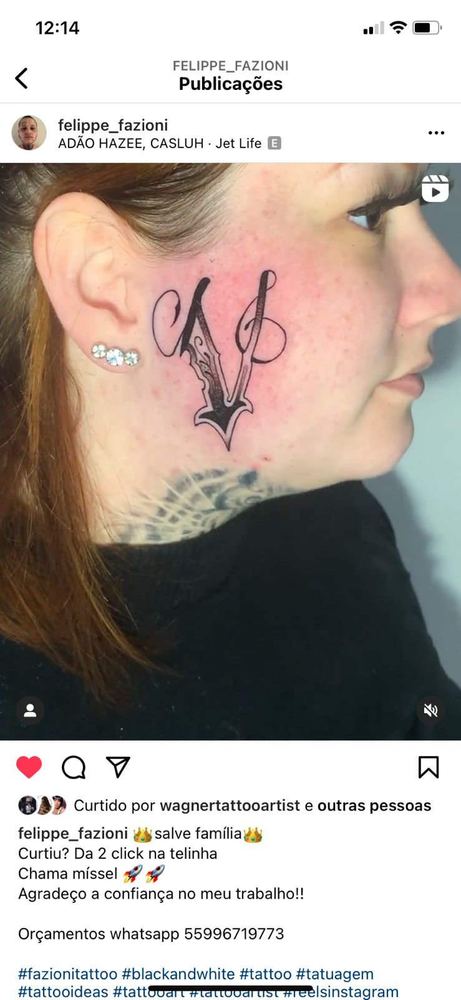 12:14
FELIPPE_FAZIONI
Publicações
felippe_fazioni
ADÃO HAZEE, CASLUH · Jet Life E
V
Curtido por wagnertattooartist e outras pessoas
felippe_fazioni 👑salve família👑
Curtiu? Da 2 click na telinha
Chama míssel 🚀🚀
Agradeço a confiança no meu trabalho!!
Orçamentos whatsapp 55996719773
#fazionitattoo #blackandwhite #tattoo #tatuagem
#tattooideas #tattooart #tattooartist #reelsinstagram